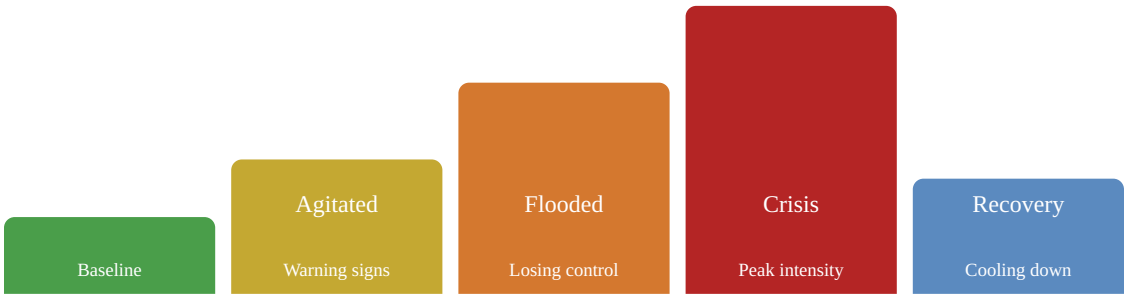 Agitated
Flooded
Crisis
Recovery
Baseline
Warning signs
Losing control
Peak intensity
Cooling down